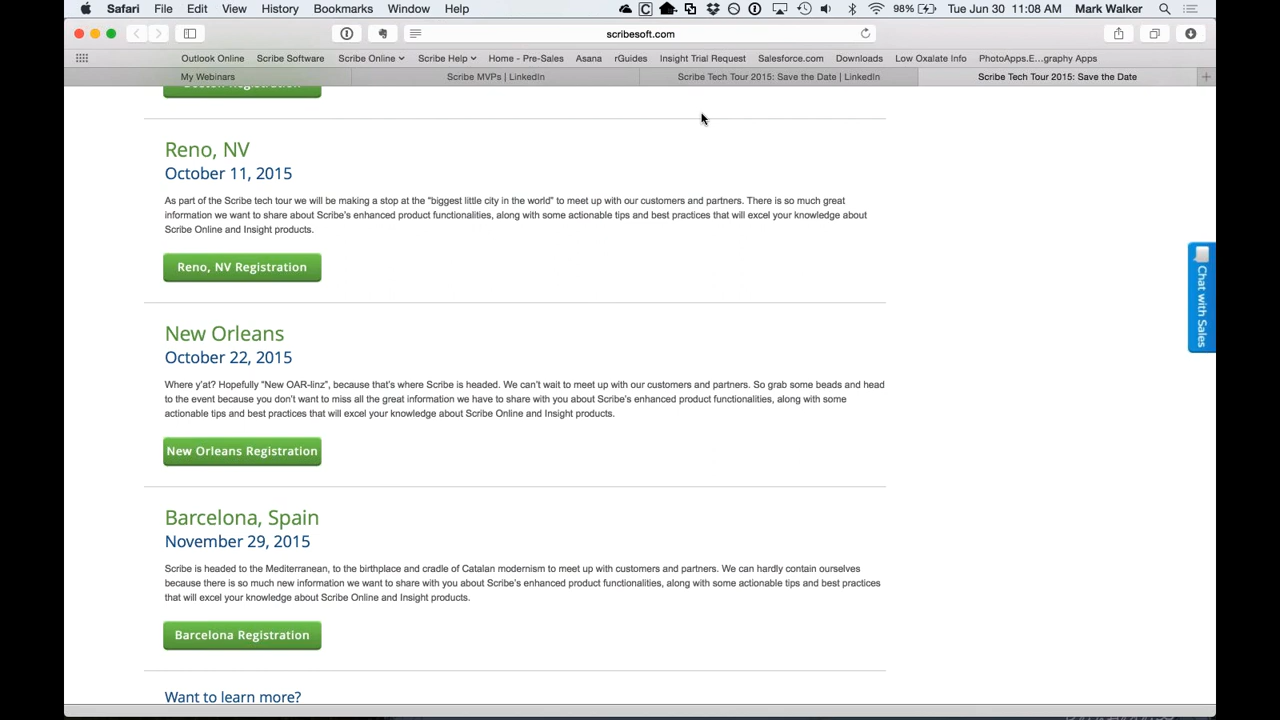 Safari File Edit View History Bookmarks Window Help 98% Tue Jun 30 11:08 AM Mark Walker
scribesoft.com
Outlook Online Scribe Software Scribe Online Scribe Help Home - Pre-Sales Asana rGuides Insight Trial Request Salesforce.com Downloads Low Oxalate Info PhotoApps.E...graphy Apps
My Webinars Scribe MVPs | LinkedIn Scribe Tech Tour 2015: Save the Date | LinkedIn Scribe Tech Tour 2015: Save the Date
Boston Registration
Reno, NV
October 11, 2015
As part of the Scribe tech tour we will be making a stop at the "biggest little city in the world" to meet up with our customers and partners. There is so much great
information we want to share about Scribe's enhanced product functionalities, along with some actionable tips and best practices that will excel your knowledge about
Scribe Online and Insight products.
Reno, NV Registration
New Orleans
October 22, 2015
Where y'at? Hopefully "New OAR-linz", because that's where Scribe is headed. We can't wait to meet up with our customers and partners. So grab some beads and head
to the event because you don't want to miss all the great information we have to share with you about Scribe's enhanced product functionalities, along with some
actionable tips and best practices that will excel your knowledge about Scribe Online and Insight products.
New Orleans Registration
Barcelona, Spain
November 29, 2015
Scribe is headed to the Mediterranean, to the birthplace and cradle of Catalan modernism to meet up with customers and partners. We can hardly contain ourselves
because there is so much new information we want to share with you about Scribe's enhanced product functionalities, along with some actionable tips and best practices
that will excel your knowledge about Scribe Online and Insight products.
Barcelona Registration
Want to learn more?
Chat with Sales